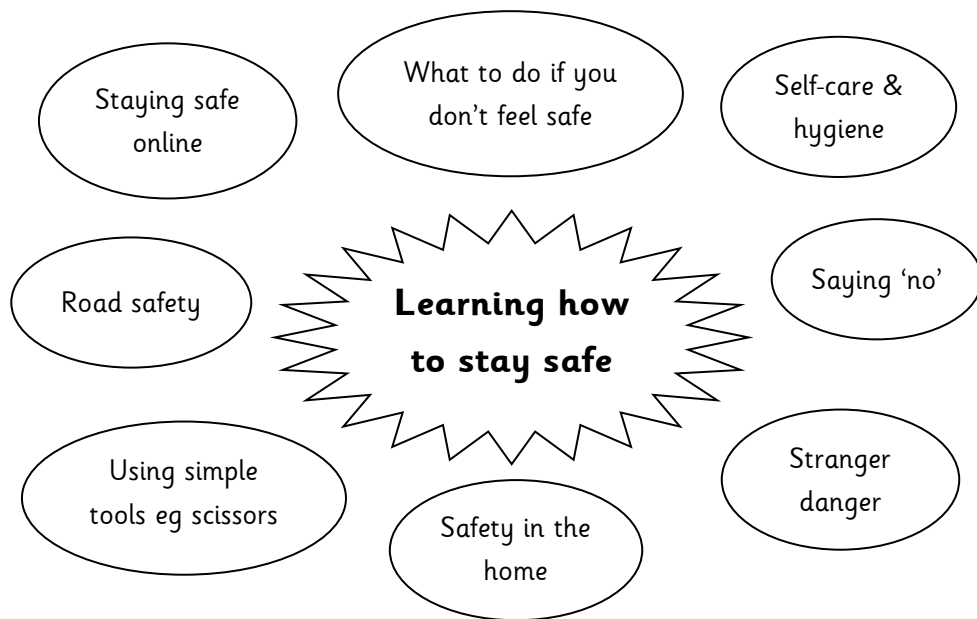 Staying safe
online
What to do if you
don’t feel safe
Self-care &
hygiene
Road safety
Learning how
to stay safe
Saying ‘no’
Using simple
tools eg scissors
Safety in the
home
Stranger
danger